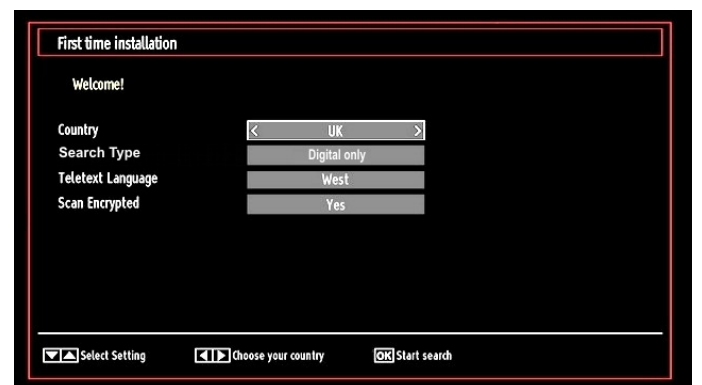 First time installation
Welcome!
Country < UK >
Search Type Digital only
Teletext Language West
Scan Encrypted Yes
Select Setting Choose your country OK Start search